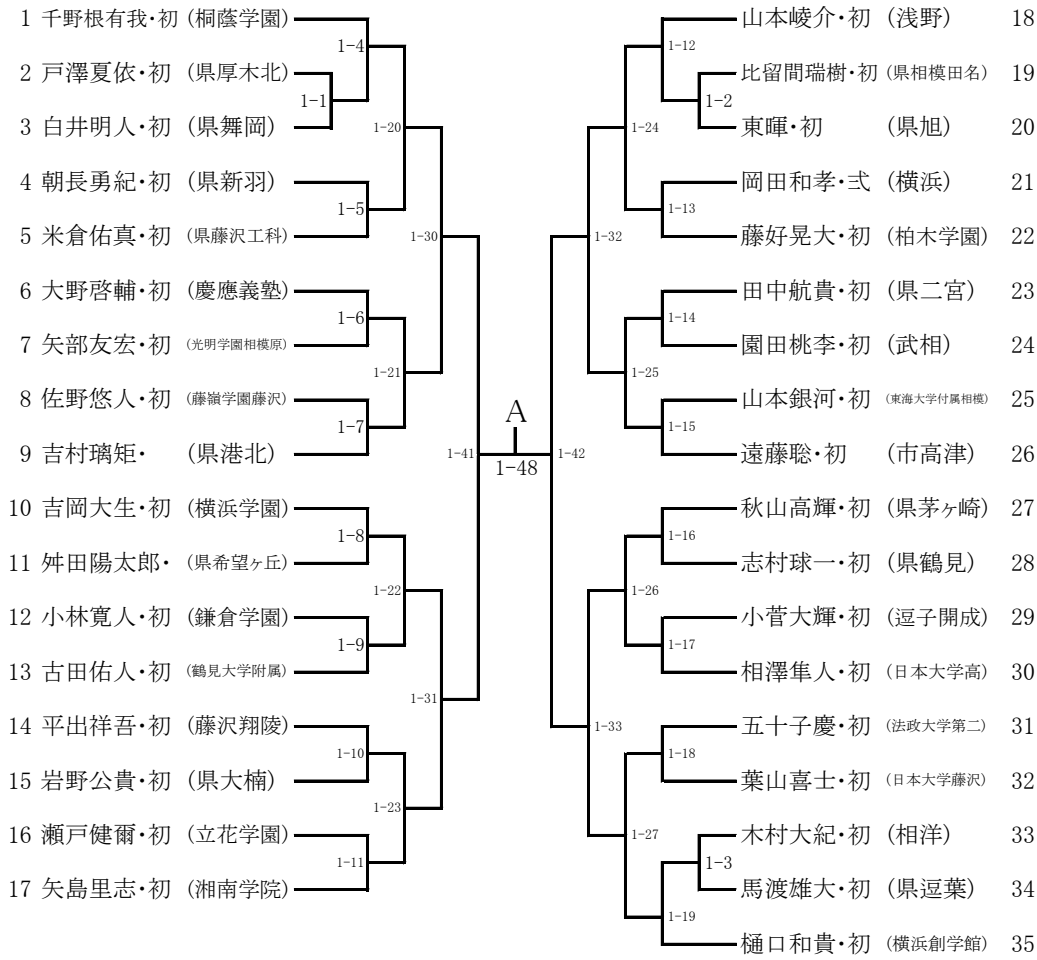 1 千野根有我・初 (桐蔭学園)
1-4
2 戸澤夏依・初 (県厚木北)
1-1
3 白井明人・初 (県舞岡)
1-20
4 朝長勇紀・初 (県新羽)
1-5
5 米倉佑真・初 (県藤沢工科)
1-30
6 大野啓輔・初 (慶應義塾)
1-6
7 矢部友宏・初 (光明学園相模原)
1-21
8 佐野悠人・初 (藤嶺学園藤沢)
1-7
9 吉村璃矩・ (県港北)
1-41
10 吉岡大生・初 (横浜学園)
1-8
11 舛田陽太郎・ (県希望ヶ丘)
1-22
12 小林寛人・初 (鎌倉学園)
1-9
13 古田佑人・初 (鶴見大学附属)
1-31
14 平出祥吾・初 (藤沢翔陵)
1-10
15 岩野公貴・初 (県大楠)
1-23
16 瀬戸健爾・初 (立花学園)
1-11
17 矢島里志・初 (湘南学院)
A
1-48
山本崚介・初 (浅野) 18
1-12
比留間瑞樹・初 (県相模田名) 19
1-2
東暉・初 (県旭) 20
1-24
岡田和孝・弍 (横浜) 21
1-13
藤好晃大・初 (柏木学園) 22
1-32
田中航貴・初 (県二宮) 23
1-14
園田桃李・初 (武相) 24
1-25
山本銀河・初 (東海大学付属相模) 25
1-15
遠藤聡・初 (市高津) 26
1-42
秋山高輝・初 (県茅ヶ崎) 27
1-16
志村球一・初 (県鶴見) 28
1-26
小菅大輝・初 (逗子開成) 29
1-17
相澤隼人・初 (日本大学高) 30
1-33
五十子慶・初 (法政大学第二) 31
1-18
葉山喜士・初 (日本大学藤沢) 32
1-27
木村大紀・初 (相洋) 33
1-3
馬渡雄大・初 (県逗葉) 34
1-19
樋口和貴・初 (横浜創学館) 35